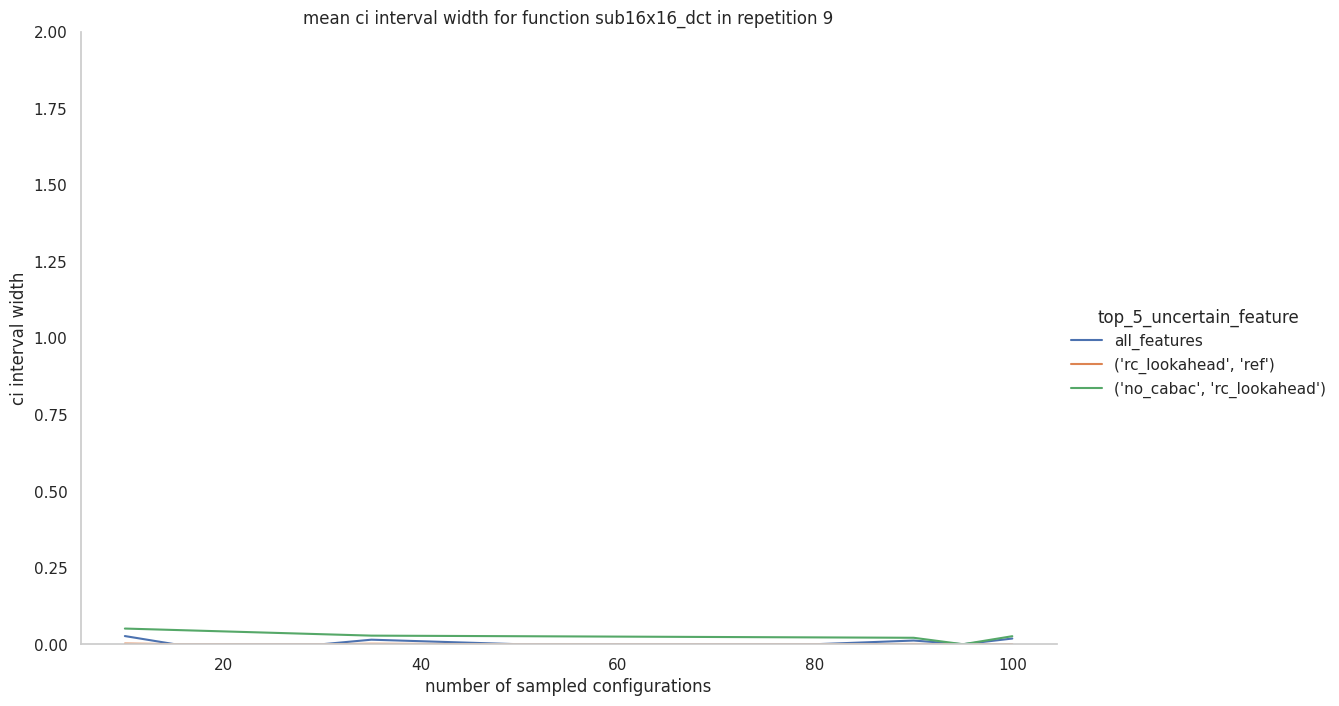 mean ci interval width for function sub16x16_dct in repetition 9
2.00
1.75
1.50
1.25
1.00
0.75
0.50
0.25
0.00
ci interval width
20
40
60
80
100
number of sampled configurations
top_5_uncertain_feature
all_features
('rc_lookahead', 'ref')
('no_cabac', 'rc_lookahead')